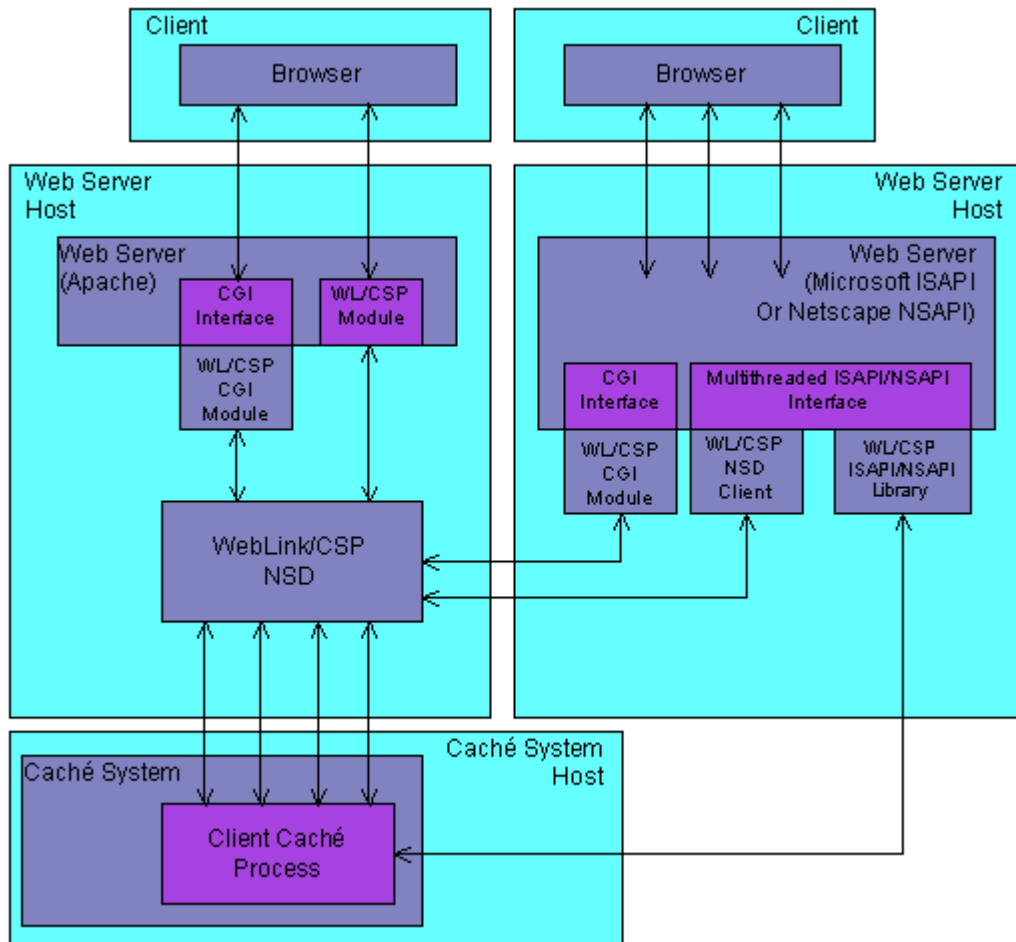 Client
Browser
Client
Browser
Web Server
Host
Web Server
(Apache)
CGI
Interface
WL/CSP
Module
WL/CSP
CGI
Module
WebLink/CSP
NSD
Web Server
Host
Web Server
(Microsoft ISAPI
Or Netscape NSAPI)
CGI
Interface
Multithreaded ISAPI/NSAPI
Interface
WL/CSP
CGI
Module
WL/CSP
NSD
Client
WL/CSP
ISAPI/NSAPI
Library
Caché System
Host
Caché System
Client Caché
Process